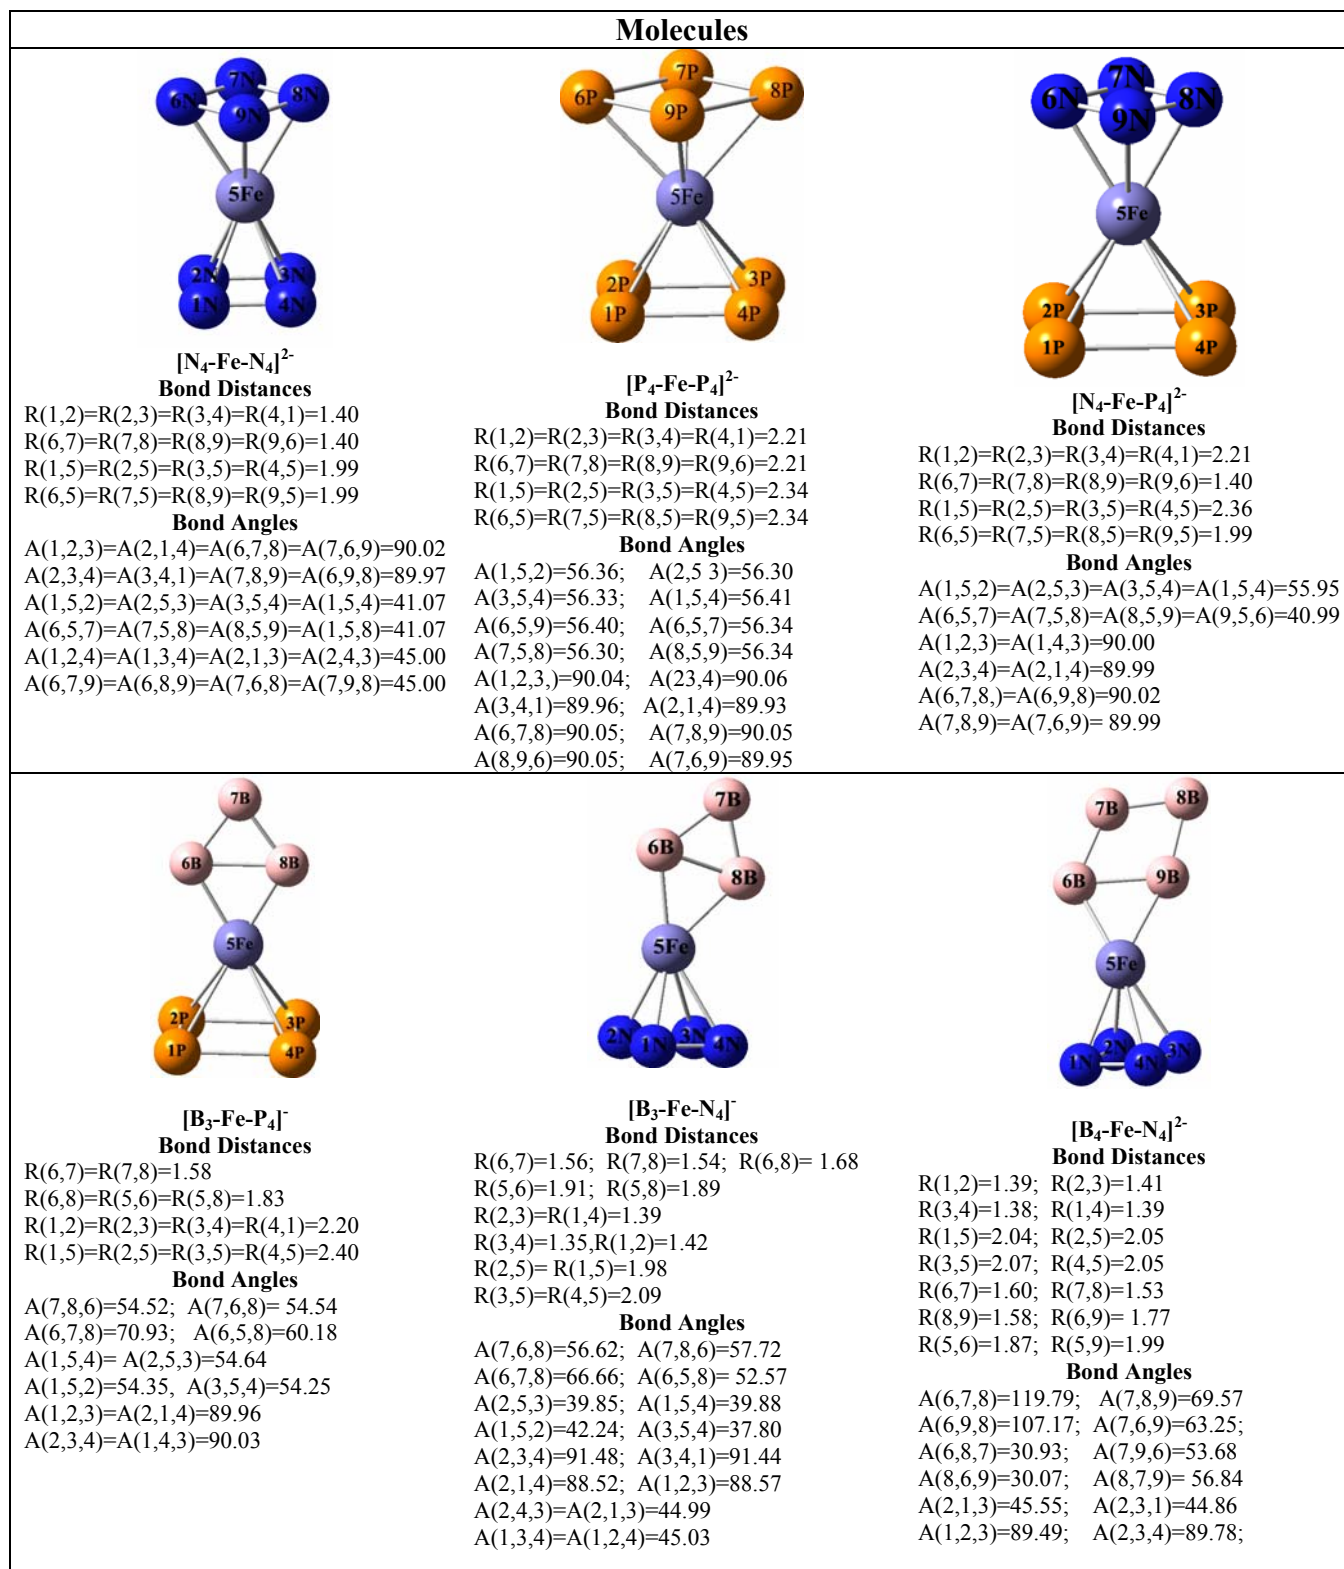 Molecules
7N
6N
8N
9N
5Fe
2N
3N
1N
4N
[N4-Fe-N4]2-
Bond Distances
R(1,2)=R(2,3)=R(3,4)=R(4,1)=1.40
R(6,7)=R(7,8)=R(8,9)=R(9,6)=1.40
R(1,5)=R(2,5)=R(3,5)=R(4,5)=1.99
R(6,5)=R(7,5)=R(8,9)=R(9,5)=1.99
Bond Angles
A(1,2,3)=A(2,1,4)=A(6,7,8)=A(7,6,9)=90.02
A(2,3,4)=A(3,4,1)=A(7,8,9)=A(6,9,8)=89.97
A(1,5,2)=A(2,5,3)=A(3,5,4)=A(1,5,4)=41.07
A(6,5,7)=A(7,5,8)=A(8,5,9)=A(1,5,8)=41.07
A(1,2,4)=A(1,3,4)=A(2,1,3)=A(2,4,3)=45.00
A(6,7,9)=A(6,8,9)=A(7,6,8)=A(7,9,8)=45.00
7P
6P
8P
9P
5Fe
2P
3P
1P
4P
[P4-Fe-P4]2-
Bond Distances
R(1,2)=R(2,3)=R(3,4)=R(4,1)=2.21
R(6,7)=R(7,8)=R(8,9)=R(9,6)=2.21
R(1,5)=R(2,5)=R(3,5)=R(4,5)=2.34
R(6,5)=R(7,5)=R(8,5)=R(9,5)=2.34
Bond Angles
A(1,5,2)=56.36; A(2,5 3)=56.30
A(3,5,4)=56.33; A(1,5,4)=56.41
A(6,5,9)=56.40; A(6,5,7)=56.34
A(7,5,8)=56.30; A(8,5,9)=56.34
A(1,2,3,)=90.04; A(23,4)=90.06
A(3,4,1)=89.96; A(2,1,4)=89.93
A(6,7,8)=90.05; A(7,8,9)=90.05
A(8,9,6)=90.05; A(7,6,9)=89.95
7N
6N
8N
9N
5Fe
2P
3P
1P
4P
[N4-Fe-P4]2-
Bond Distances
R(1,2)=R(2,3)=R(3,4)=R(4,1)=2.21
R(6,7)=R(7,8)=R(8,9)=R(9,6)=1.40
R(1,5)=R(2,5)=R(3,5)=R(4,5)=2.36
R(6,5)=R(7,5)=R(8,5)=R(9,5)=1.99
Bond Angles
A(1,5,2)=A(2,5,3)=A(3,5,4)=A(1,5,4)=55.95
A(6,5,7)=A(7,5,8)=A(8,5,9)=A(9,5,6)=40.99
A(1,2,3)=A(1,4,3)=90.00
A(2,3,4)=A(2,1,4)=89.99
A(6,7,8,)=A(6,9,8)=90.02
A(7,8,9)=A(7,6,9)= 89.99
7B
6B
8B
5Fe
2P
3P
1P
4P
[B3-Fe-P4]-
Bond Distances
R(6,7)=R(7,8)=1.58
R(6,8)=R(5,6)=R(5,8)=1.83
R(1,2)=R(2,3)=R(3,4)=R(4,1)=2.20
R(1,5)=R(2,5)=R(3,5)=R(4,5)=2.40
Bond Angles
A(7,8,6)=54.52; A(7,6,8)= 54.54
A(6,7,8)=70.93; A(6,5,8)=60.18
A(1,5,4)= A(2,5,3)=54.64
A(1,5,2)=54.35, A(3,5,4)=54.25
A(1,2,3)=A(2,1,4)=89.96
A(2,3,4)=A(1,4,3)=90.03
7B
6B
8B
5Fe
2N
3N
1N
4N
[B3-Fe-N4]-
Bond Distances
R(6,7)=1.56; R(7,8)=1.54; R(6,8)= 1.68
R(5,6)=1.91; R(5,8)=1.89
R(2,3)=R(1,4)=1.39
R(3,4)=1.35,R(1,2)=1.42
R(2,5)= R(1,5)=1.98
R(3,5)=R(4,5)=2.09
Bond Angles
A(7,6,8)=56.62; A(7,8,6)=57.72
A(6,7,8)=66.66; A(6,5,8)= 52.57
A(2,5,3)=39.85; A(1,5,4)=39.88
A(1,5,2)=42.24; A(3,5,4)=37.80
A(2,3,4)=91.48; A(3,4,1)=91.44
A(2,1,4)=88.52; A(1,2,3)=88.57
A(2,4,3)=A(2,1,3)=44.99
A(1,3,4)=A(1,2,4)=45.03
8B
7B
6B
9B
5Fe
2N
3N
1N
4N
[B4-Fe-N4]2-
Bond Distances
R(1,2)=1.39; R(2,3)=1.41
R(3,4)=1.38; R(1,4)=1.39
R(1,5)=2.04; R(2,5)=2.05
R(3,5)=2.07; R(4,5)=2.05
R(6,7)=1.60; R(7,8)=1.53
R(8,9)=1.58; R(6,9)= 1.77
R(5,6)=1.87; R(5,9)=1.99
Bond Angles
A(6,7,8)=119.79; A(7,8,9)=69.57
A(6,9,8)=107.17; A(7,6,9)=63.25;
A(6,8,7)=30.93; A(7,9,6)=53.68
A(8,6,9)=30.07; A(8,7,9)= 56.84
A(2,1,3)=45.55; A(2,3,1)=44.86
A(1,2,3)=89.49; A(2,3,4)=89.78;